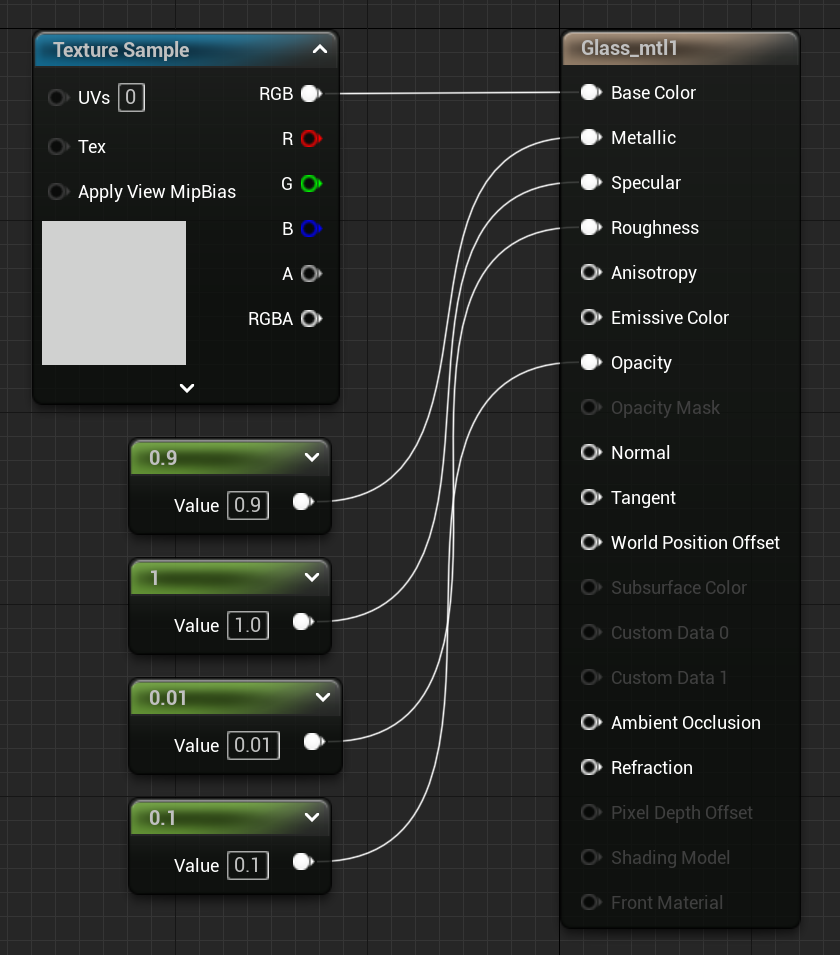 Texture Sample
UVs 0
RGB
Tex
R
Apply View MipBias
G
B
A
RGBA
0.9
Value 0.9
1
Value 1.0
0.01
Value 0.01
0.1
Value 0.1
Glass_mtl1
Base Color
Metallic
Specular
Roughness
Anisotropy
Emissive Color
Opacity
Opacity Mask
Normal
Tangent
World Position Offset
Subsurface Color
Custom Data 0
Custom Data 1
Ambient Occlusion
Refraction
Pixel Depth Offset
Shading Model
Front Material